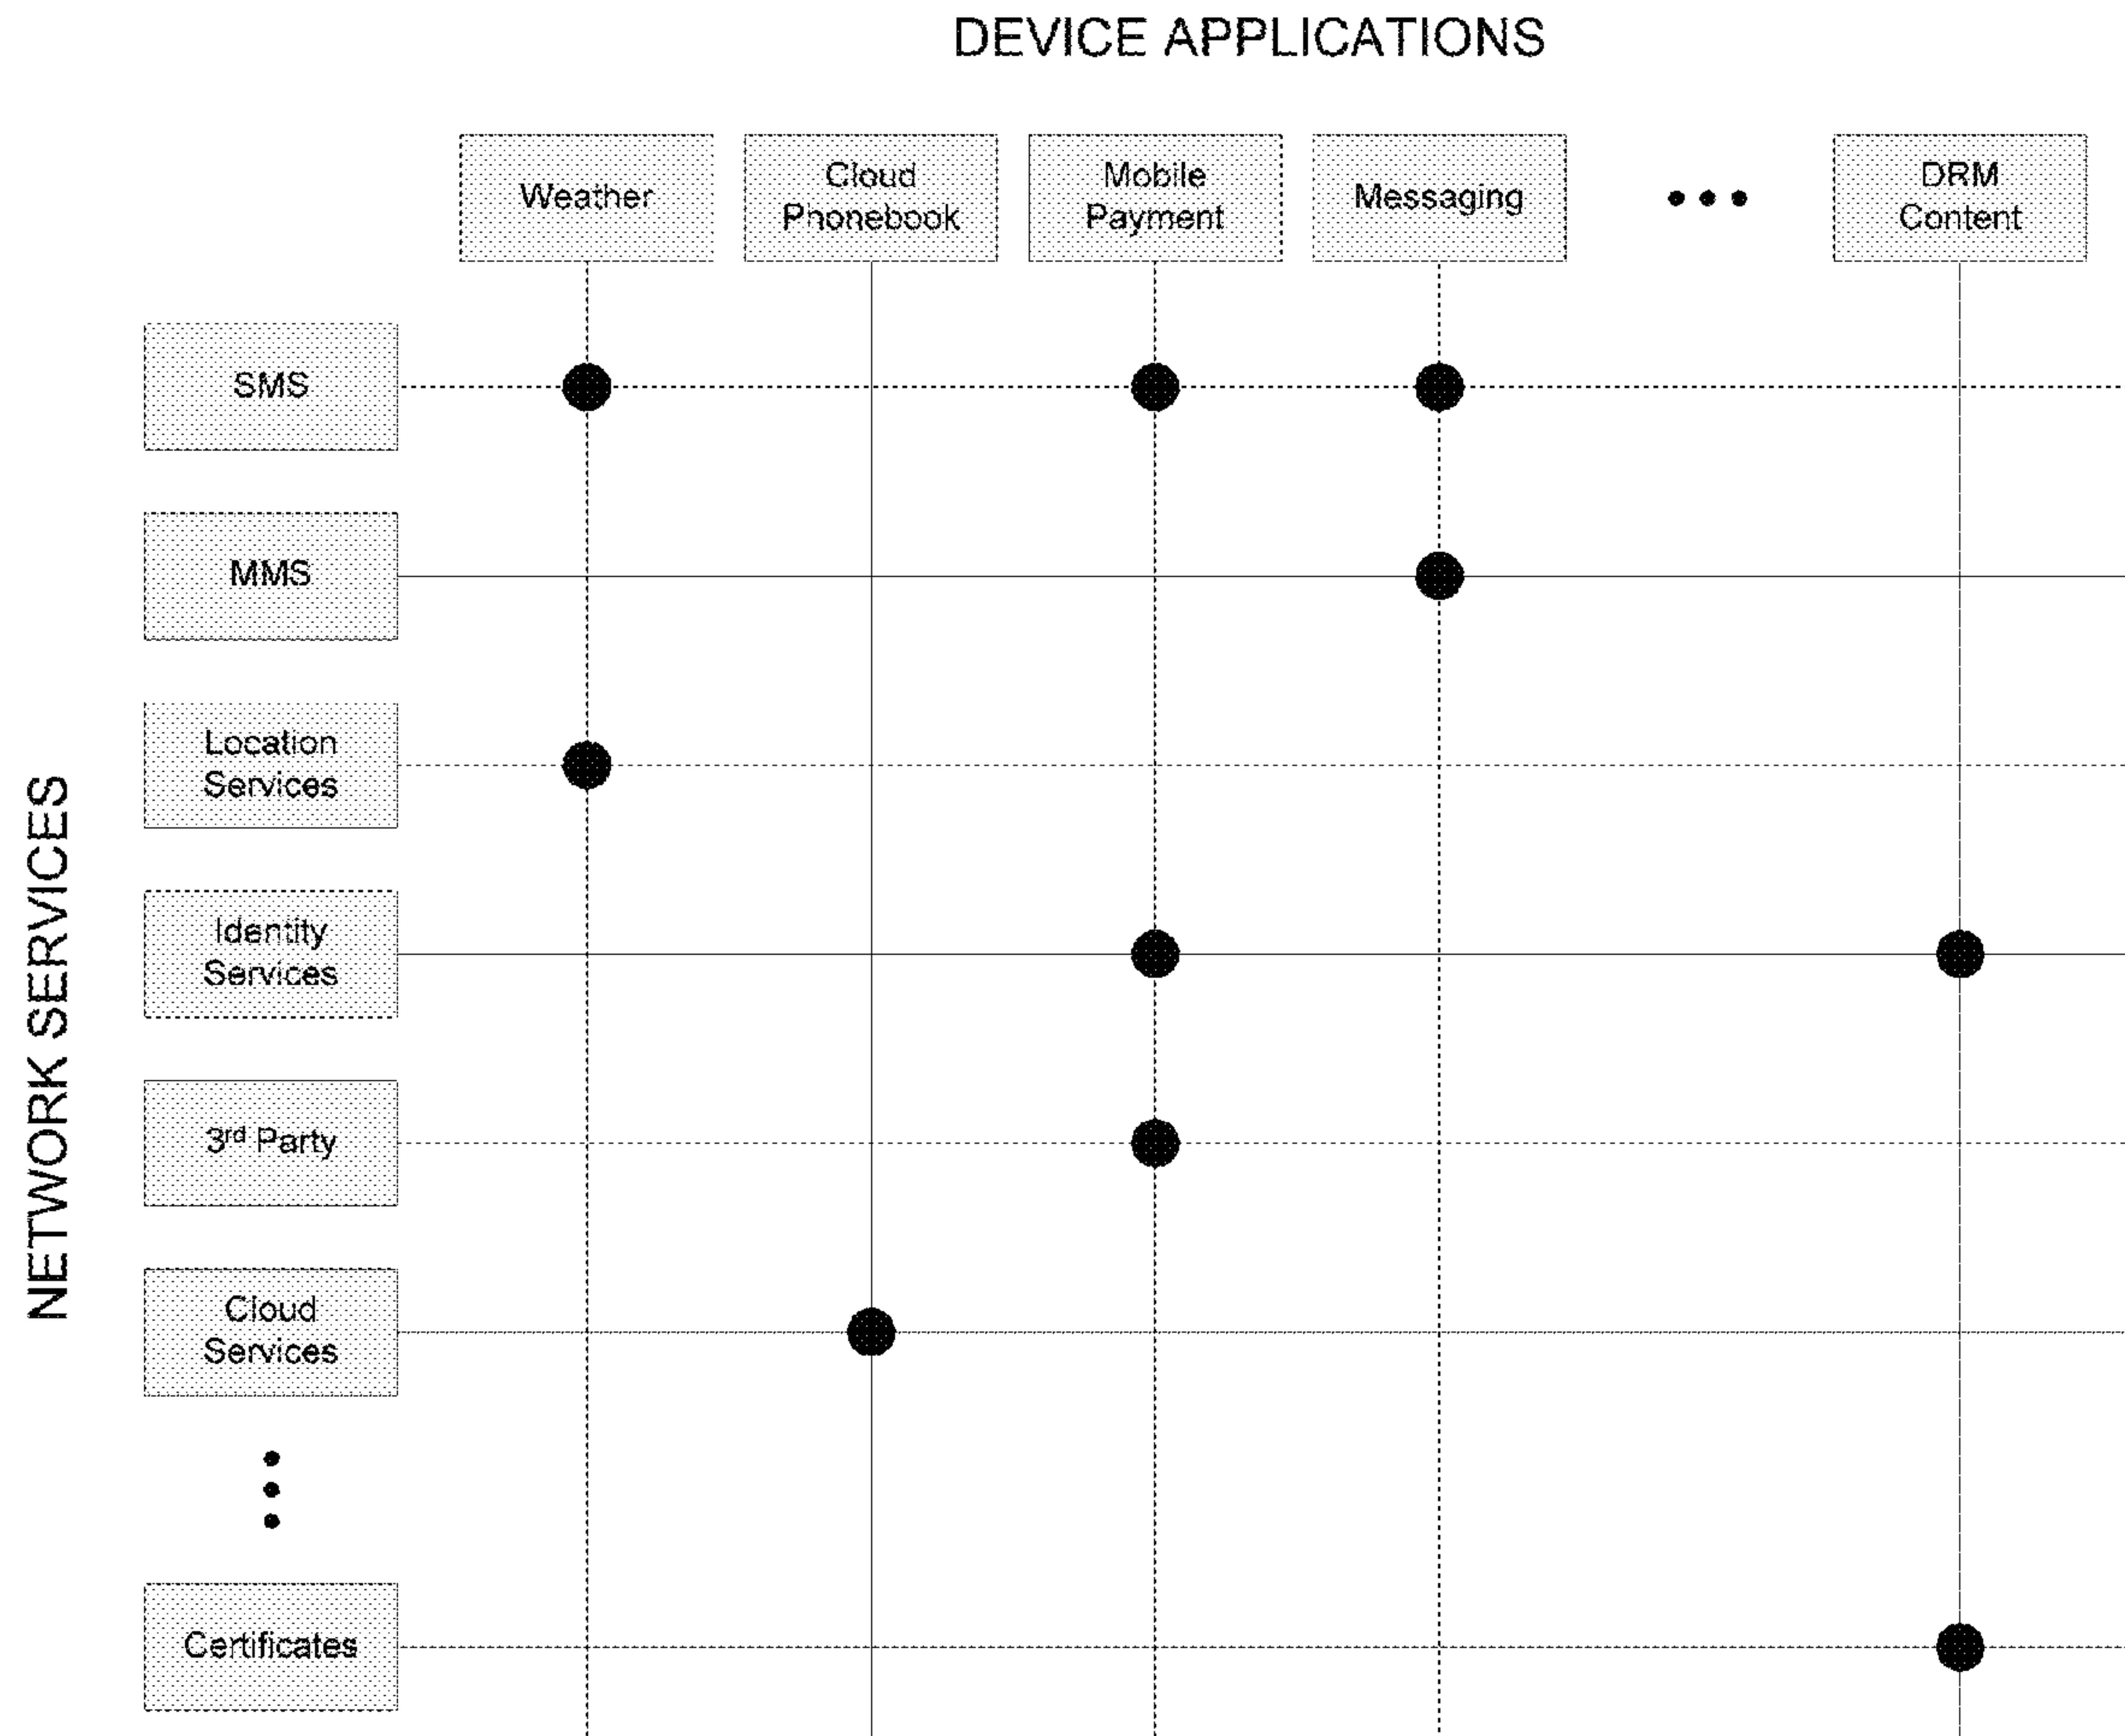 DEVICE APPLICATIONS
Weather
Cloud
Phonebook
Mobile
Payment
Messaging
DRM
Content
NETWORK SERVICES
SMS
MMS
Location
Services
Identity
Services
3rd Party
Cloud
Services
Certificates